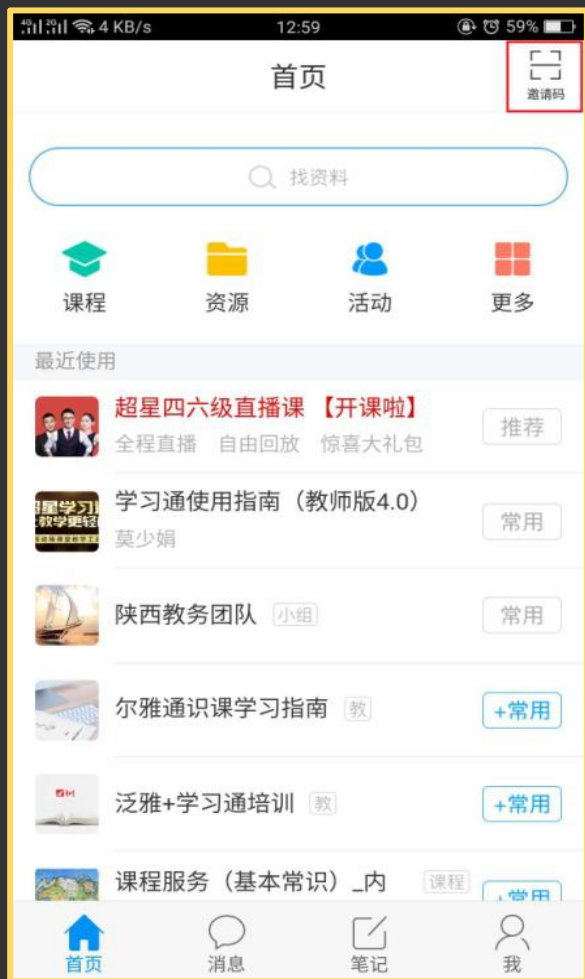 4G 2G 4 KB/s 12:59 59%
首页
邀请码
找资料
课程 资源 活动 更多
最近使用
超星四六级直播课 【开课啦】
全程直播 自由回放 惊喜大礼包
推荐
学习通使用指南（教师版4.0）
莫少娟
常用
陕西教务团队 小组
常用
尔雅通识课学习指南 教
+常用
泛雅+学习通培训 教
+常用
课程服务（基本常识）_内 课程
+常用
首页 消息 笔记 我